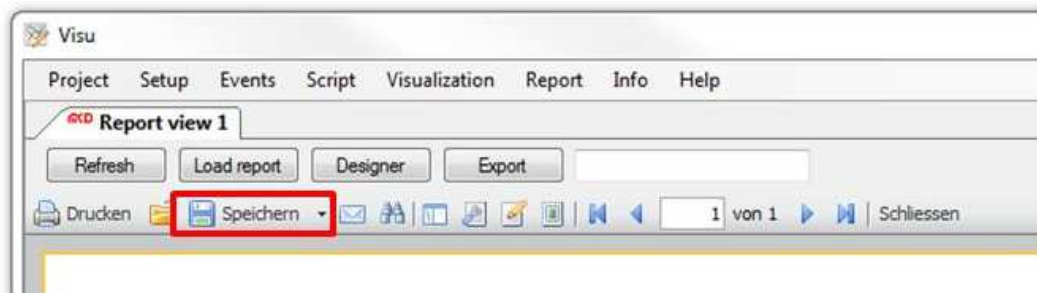 Visu
Project Setup Events Script Visualization Report Info Help
GCD Report view 1
Refresh Load report Designer Export
Drucken Speichern 1 von 1 Schliessen